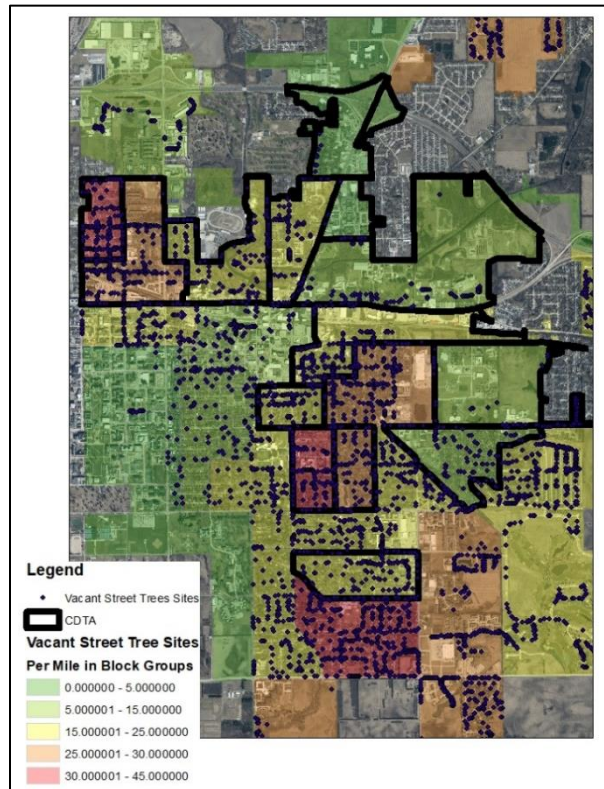 Legend
Vacant Street Trees Sites
CDTA
Vacant Street Tree Sites
Per Mile in Block Groups
0.000000 - 5.000000
5.000001 - 15.000000
15.000001 - 25.000000
25.000001 - 30.000000
30.000001 - 45.000000